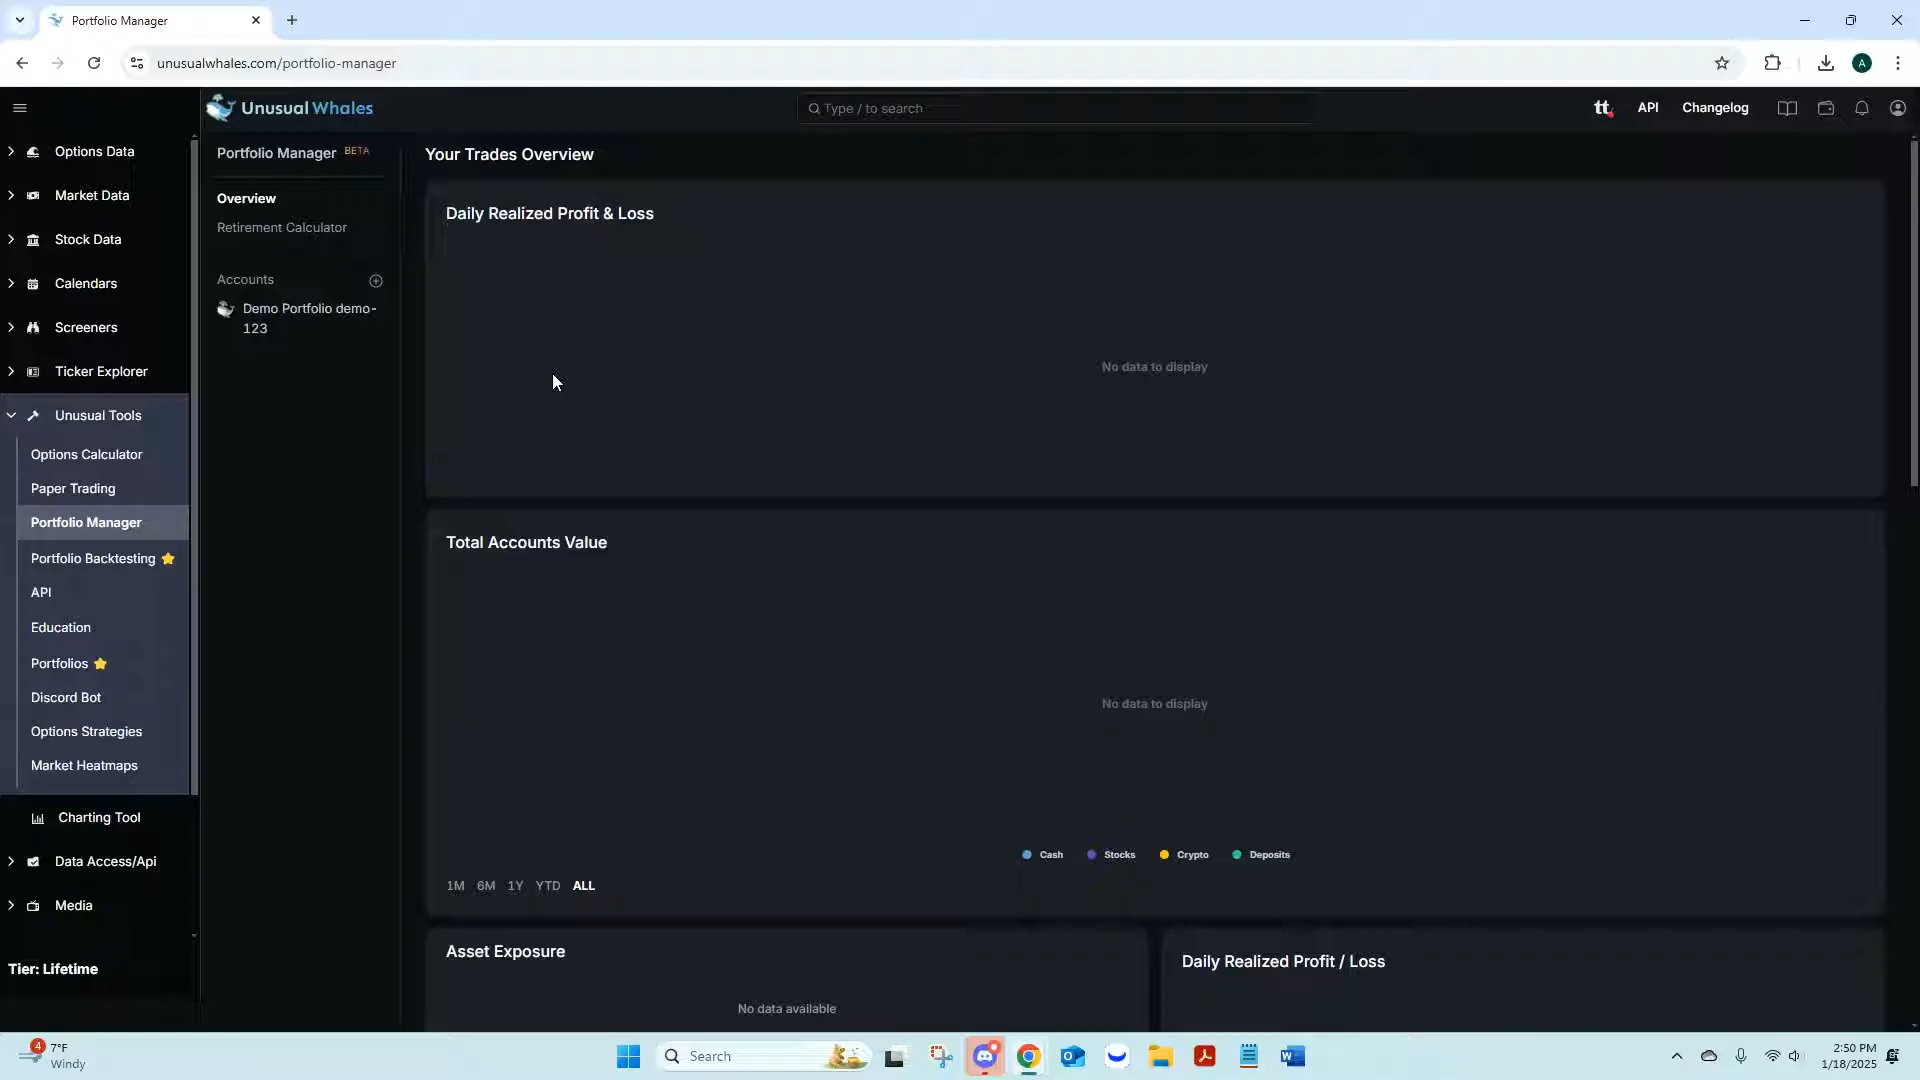 Portfolio Manager
unusualwhales.com/portfolio-manager
A
Unusual Whales
Type / to search
tt
API
Changelog
Options Data
Market Data
Stock Data
Calendars
Screeners
Ticker Explorer
Unusual Tools
Options Calculator
Paper Trading
Portfolio Manager
Portfolio Backtesting
API
Education
Portfolios
Discord Bot
Options Strategies
Market Heatmaps
Charting Tool
Data Access/Api
Media
Tier: Lifetime
Portfolio Manager BETA
Overview
Retirement Calculator
Accounts
Demo Portfolio demo-
123
Your Trades Overview
Daily Realized Profit & Loss
No data to display
Total Accounts Value
No data to display
Cash Stocks Crypto Deposits
1M 6M 1Y YTD ALL
Asset Exposure
No data available
Daily Realized Profit / Loss
4
7°F
Windy
Search
2:50 PM
1/18/2025